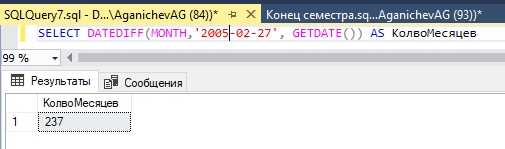 SQLQuery7.sql - D...\AganichevAG (84))*
Конец семестра.sq...AganichevAG (93))*
SELECT DATEDIFF(MONTH,'2005-02-27', GETDATE()) AS КолвоМесяцев
99 %
Результаты
Сообщения
КолвоМесяцев
1 237